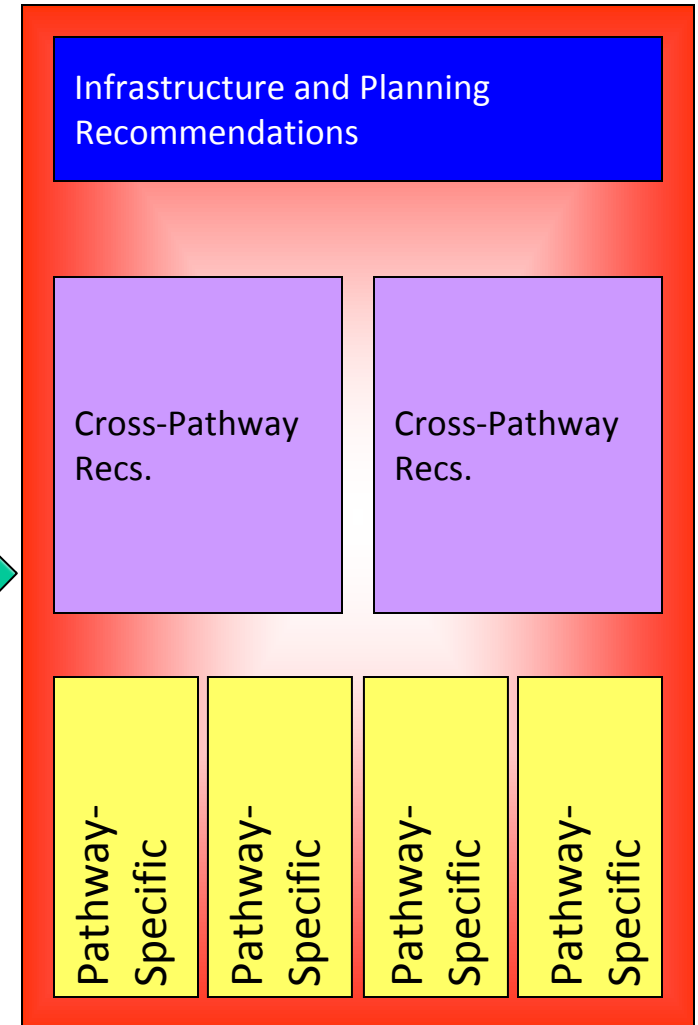 Infrastructure and Planning
Recommendations
Cross-Pathway
Recs.
Cross-Pathway
Recs.
Pathway-
Specific
Pathway-
Specific
Pathway-
Specific
Pathway-
Specific